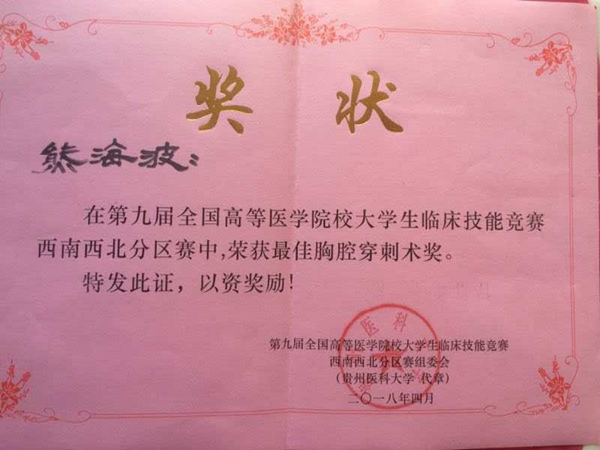 奖状
熊海波：
在第九届全国高等医学院校大学生临床技能竞赛
西南西北分区赛中,荣获最佳胸腔穿刺术奖。
特发此证，以资奖励！
第九届全国高等医学院校大学生临床技能竞赛
西南西北分区赛组委会
（贵州医科大学 代章）
二〇一八年四月
医科